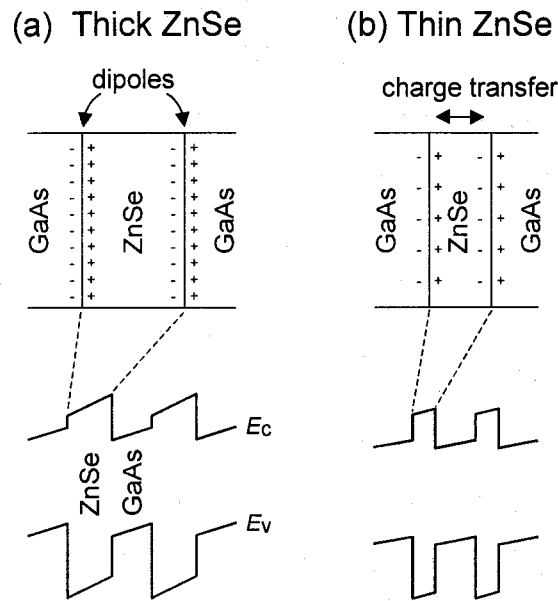 (a) Thick ZnSe
dipoles
GaAs
ZnSe
GaAs
- - - - - - - - - - -
+ + + + + + + + + + +
- - - - - - - - - - -
+ + + + + + + + + + +
EC
ZnSe
GaAs
EV
(b) Thin ZnSe
charge transfer
GaAs
ZnSe
GaAs
- - - - -
+ + + + +
- - - - -
+ + + + +